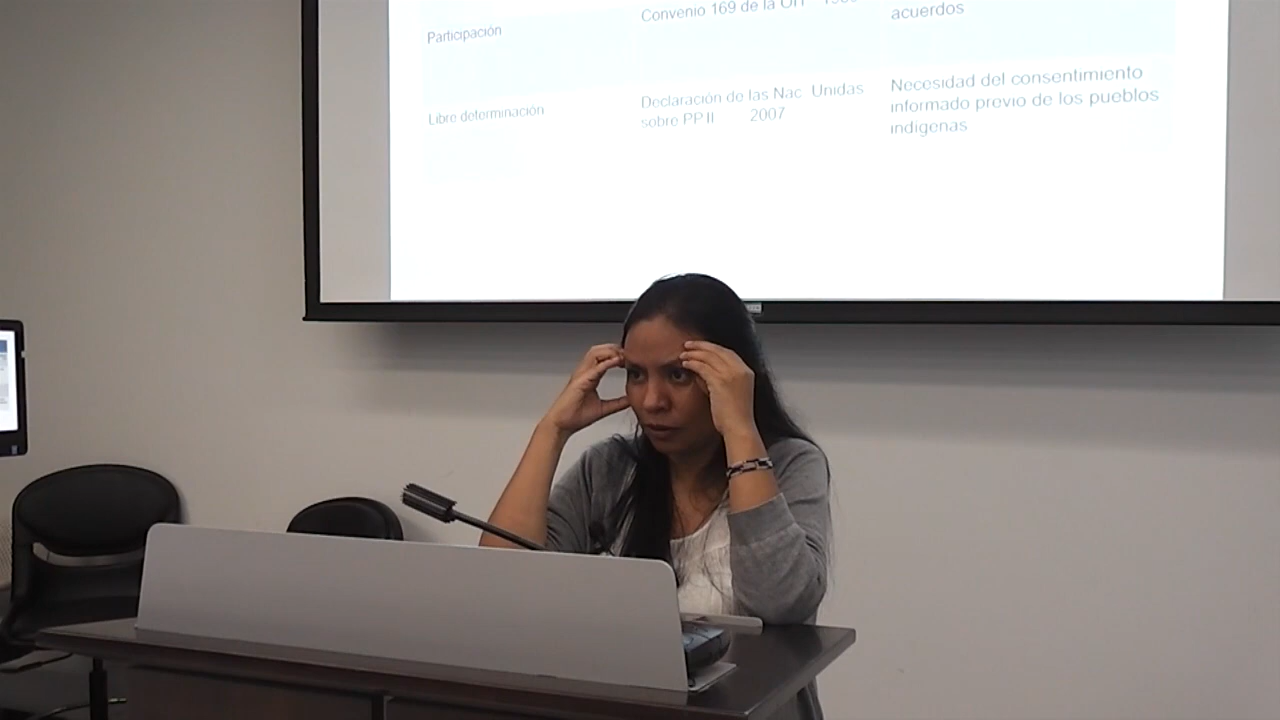 Participación
Convenio 169 de la OIT
acuerdos
Libre determinación
Declaración de las Nac Unidas
sobre PP II 2007
Necesidad del consentimiento
informado previo de los pueblos
indígenas